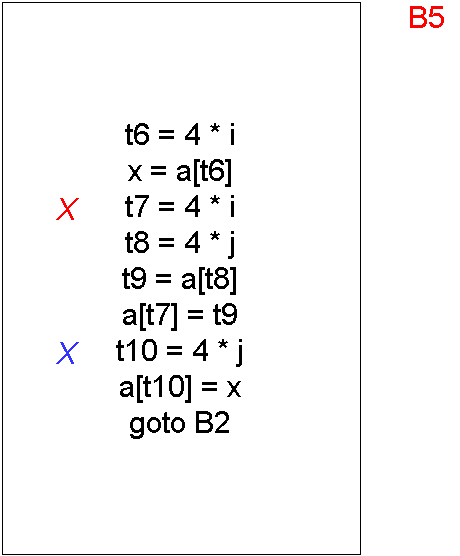 B5
t6 = 4 * i
x = a[t6]
X t7 = 4 * i
t8 = 4 * j
t9 = a[t8]
a[t7] = t9
X t10 = 4 * j
a[t10] = x
goto B2